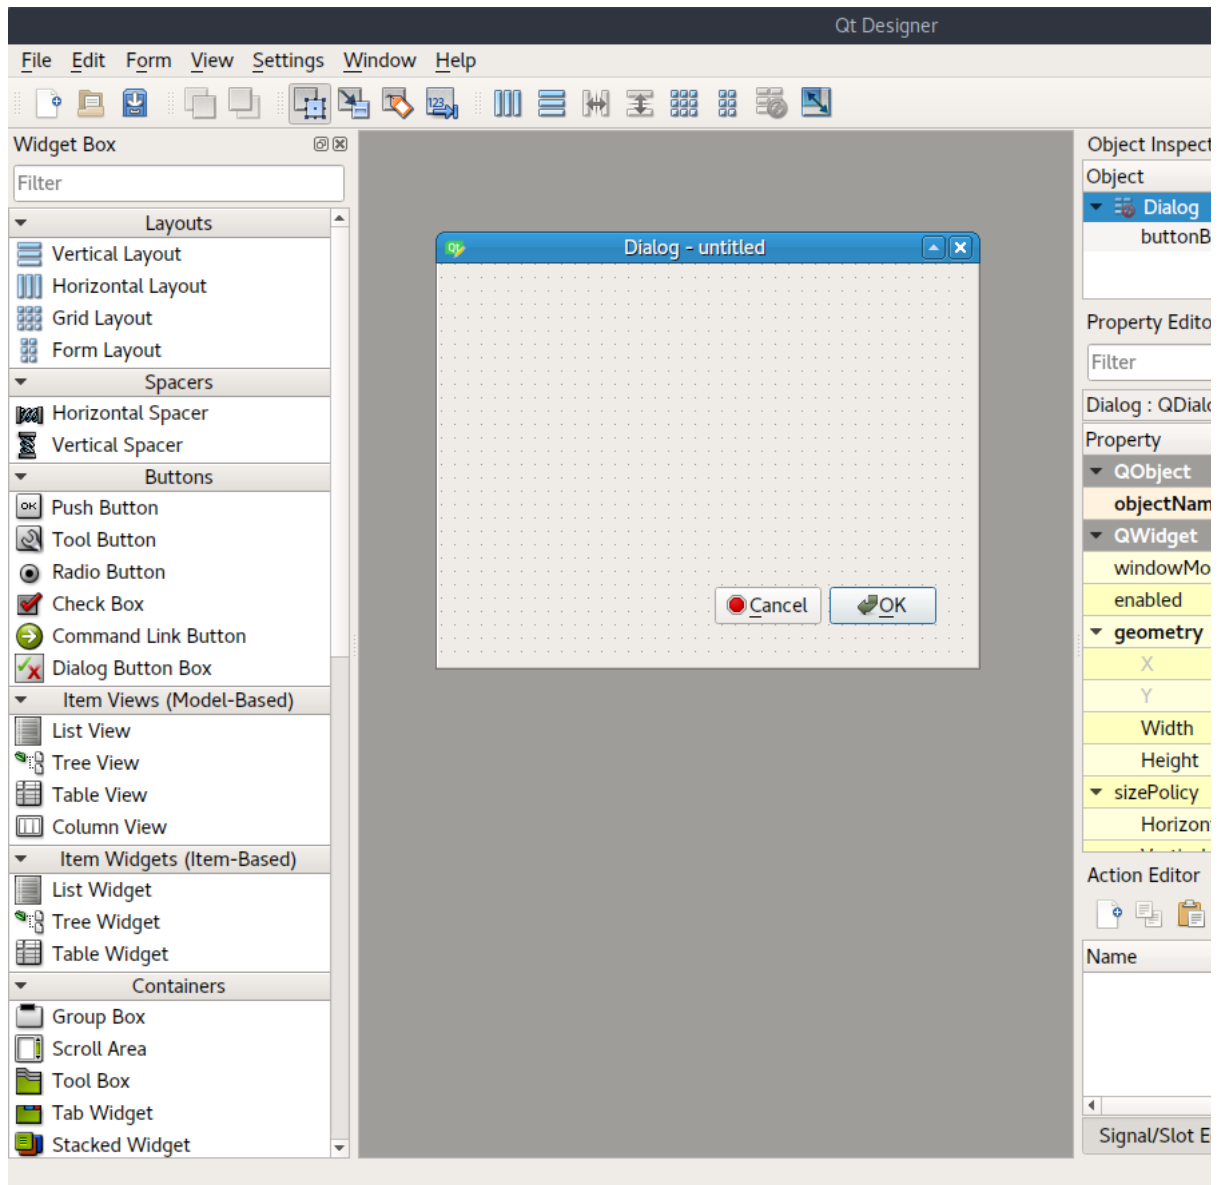 Qt Designer
File Edit Form View Settings Window Help
Widget Box
Filter
Layouts
Vertical Layout
Horizontal Layout
Grid Layout
Form Layout
Spacers
Horizontal Spacer
Vertical Spacer
Buttons
Push Button
Tool Button
Radio Button
Check Box
Command Link Button
Dialog Button Box
Item Views (Model-Based)
List View
Tree View
Table View
Column View
Item Widgets (Item-Based)
List Widget
Tree Widget
Table Widget
Containers
Group Box
Scroll Area
Tool Box
Tab Widget
Stacked Widget
Dialog - untitled
Cancel OK
Object Inspect
Object
Dialog
buttonB
Property Edito
Filter
Dialog : QDialo
Property
QObject
objectNam
QWidget
windowMo
enabled
geometry
X
Y
Width
Height
sizePolicy
Horizon
Action Editor
Name
Signal/Slot E